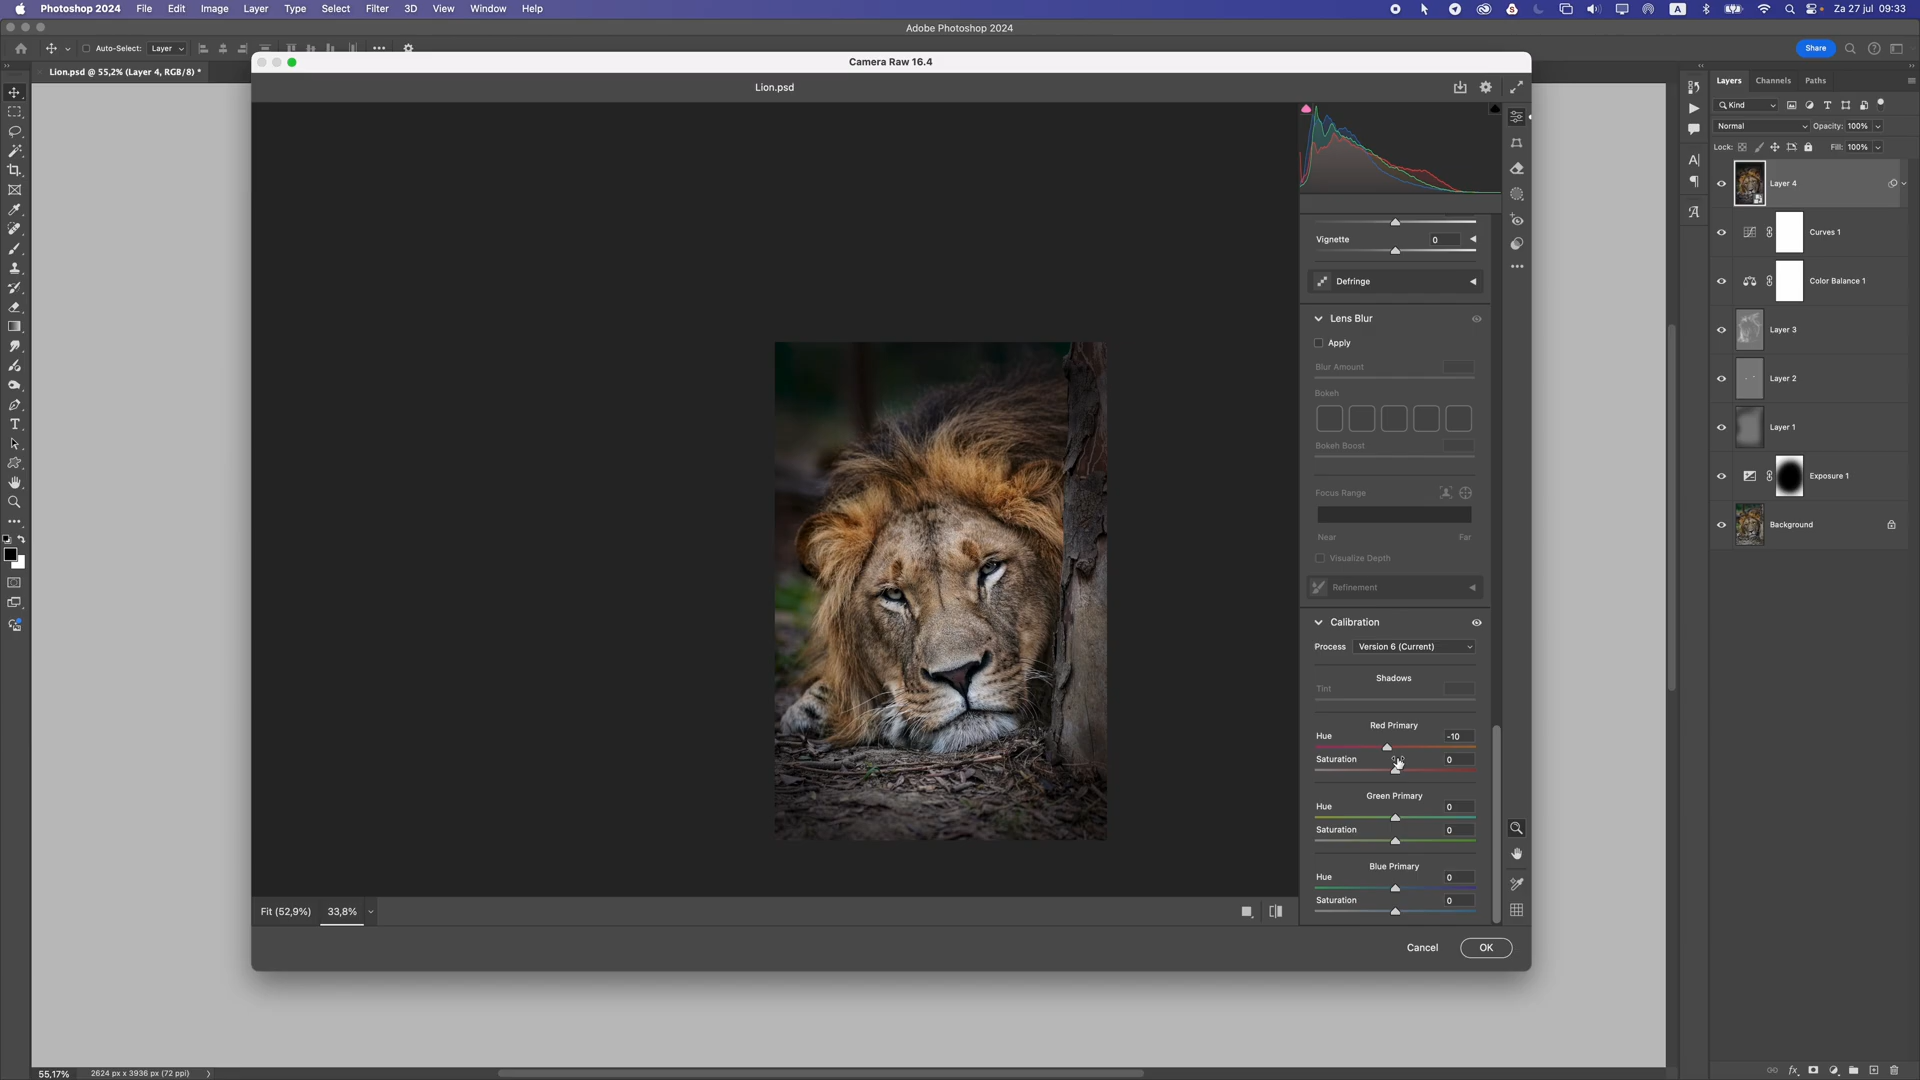 Photoshop 2024 File Edit Image Layer Type Select Filter 3D View Window Help
A Za 27 jul 09:33
Adobe Photoshop 2024
Auto-Select: Layer
Share
Lion.psd @ 55,2% (Layer 4, RGB/8) *
Camera Raw 16.4
Lion.psd
Vignette 0
Defringe
Lens Blur
Apply
Blur Amount
Bokeh
Bokeh Boost
Focus Range
Near Far
Visualize Depth
Refinement
Calibration
Process Version 6 (Current)
Shadows
Tint
Red Primary
Hue -10
Saturation 0
Green Primary
Hue 0
Saturation 0
Blue Primary
Hue 0
Saturation 0
Fit (52,9%) 33,8%
Cancel OK
Layers Channels Paths
Kind
Normal Opacity: 100%
Lock: Fill: 100%
Layer 4
Curves 1
Color Balance 1
Layer 3
Layer 2
Layer 1
Exposure 1
Background
55,17% 2624 px x 3936 px (72 ppi)